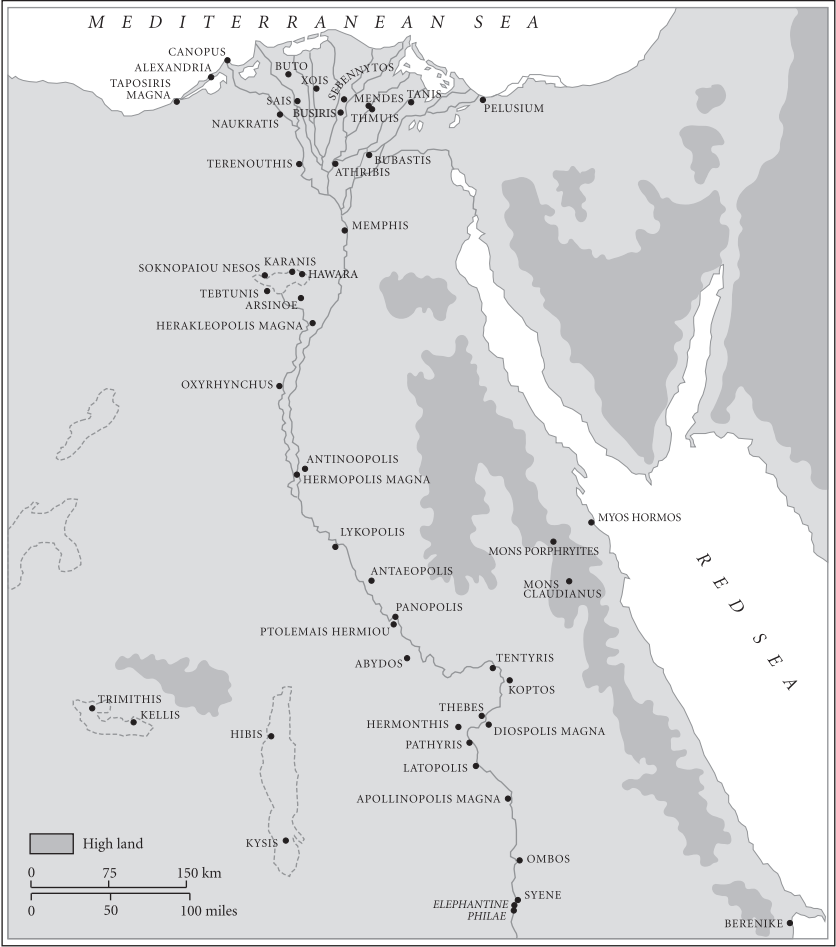 MEDITERRANEAN SEA
CANOPUS
ALEXANDRIA
TAPOSIRIS
MAGNA
BUTO
XOIS
SEBENNYTOS
SAIS
BUSIRIS
MENDES
TANIS
THMUIS
PELUSIUM
NAUKRATIS
TERENOUTHIS
BUBASTIS
ATHRIBIS
MEMPHIS
SOKNOPAIOU NESOS
KARANIS
HAWARA
TEBTUNIS
ARSINOE
HERAKLEOPOLIS MAGNA
OXYRHYNCHUS
ANTINOOPOLIS
HERMOPOLIS MAGNA
LYKOPOLIS
MYOS HORMOS
MONS PORPHYRITES
ANTAEOPOLIS
MONS
CLAUDIANUS
RED SEA
PANOPOLIS
PTOLEMAIS HERMIOU
ABYDOS
TENTYRIS
KOPTOS
TRIMITHIS
KELLIS
THEBES
HERMONTHIS
DIOSPOLIS MAGNA
HIBIS
PATHYRIS
LATOPOLIS
APOLLINOPOLIS MAGNA
KYSIS
OMBOS
SYENE
ELEPHANTINE
PHILAE
BERENIKE
High land
0 75 150 km
0 50 100 miles